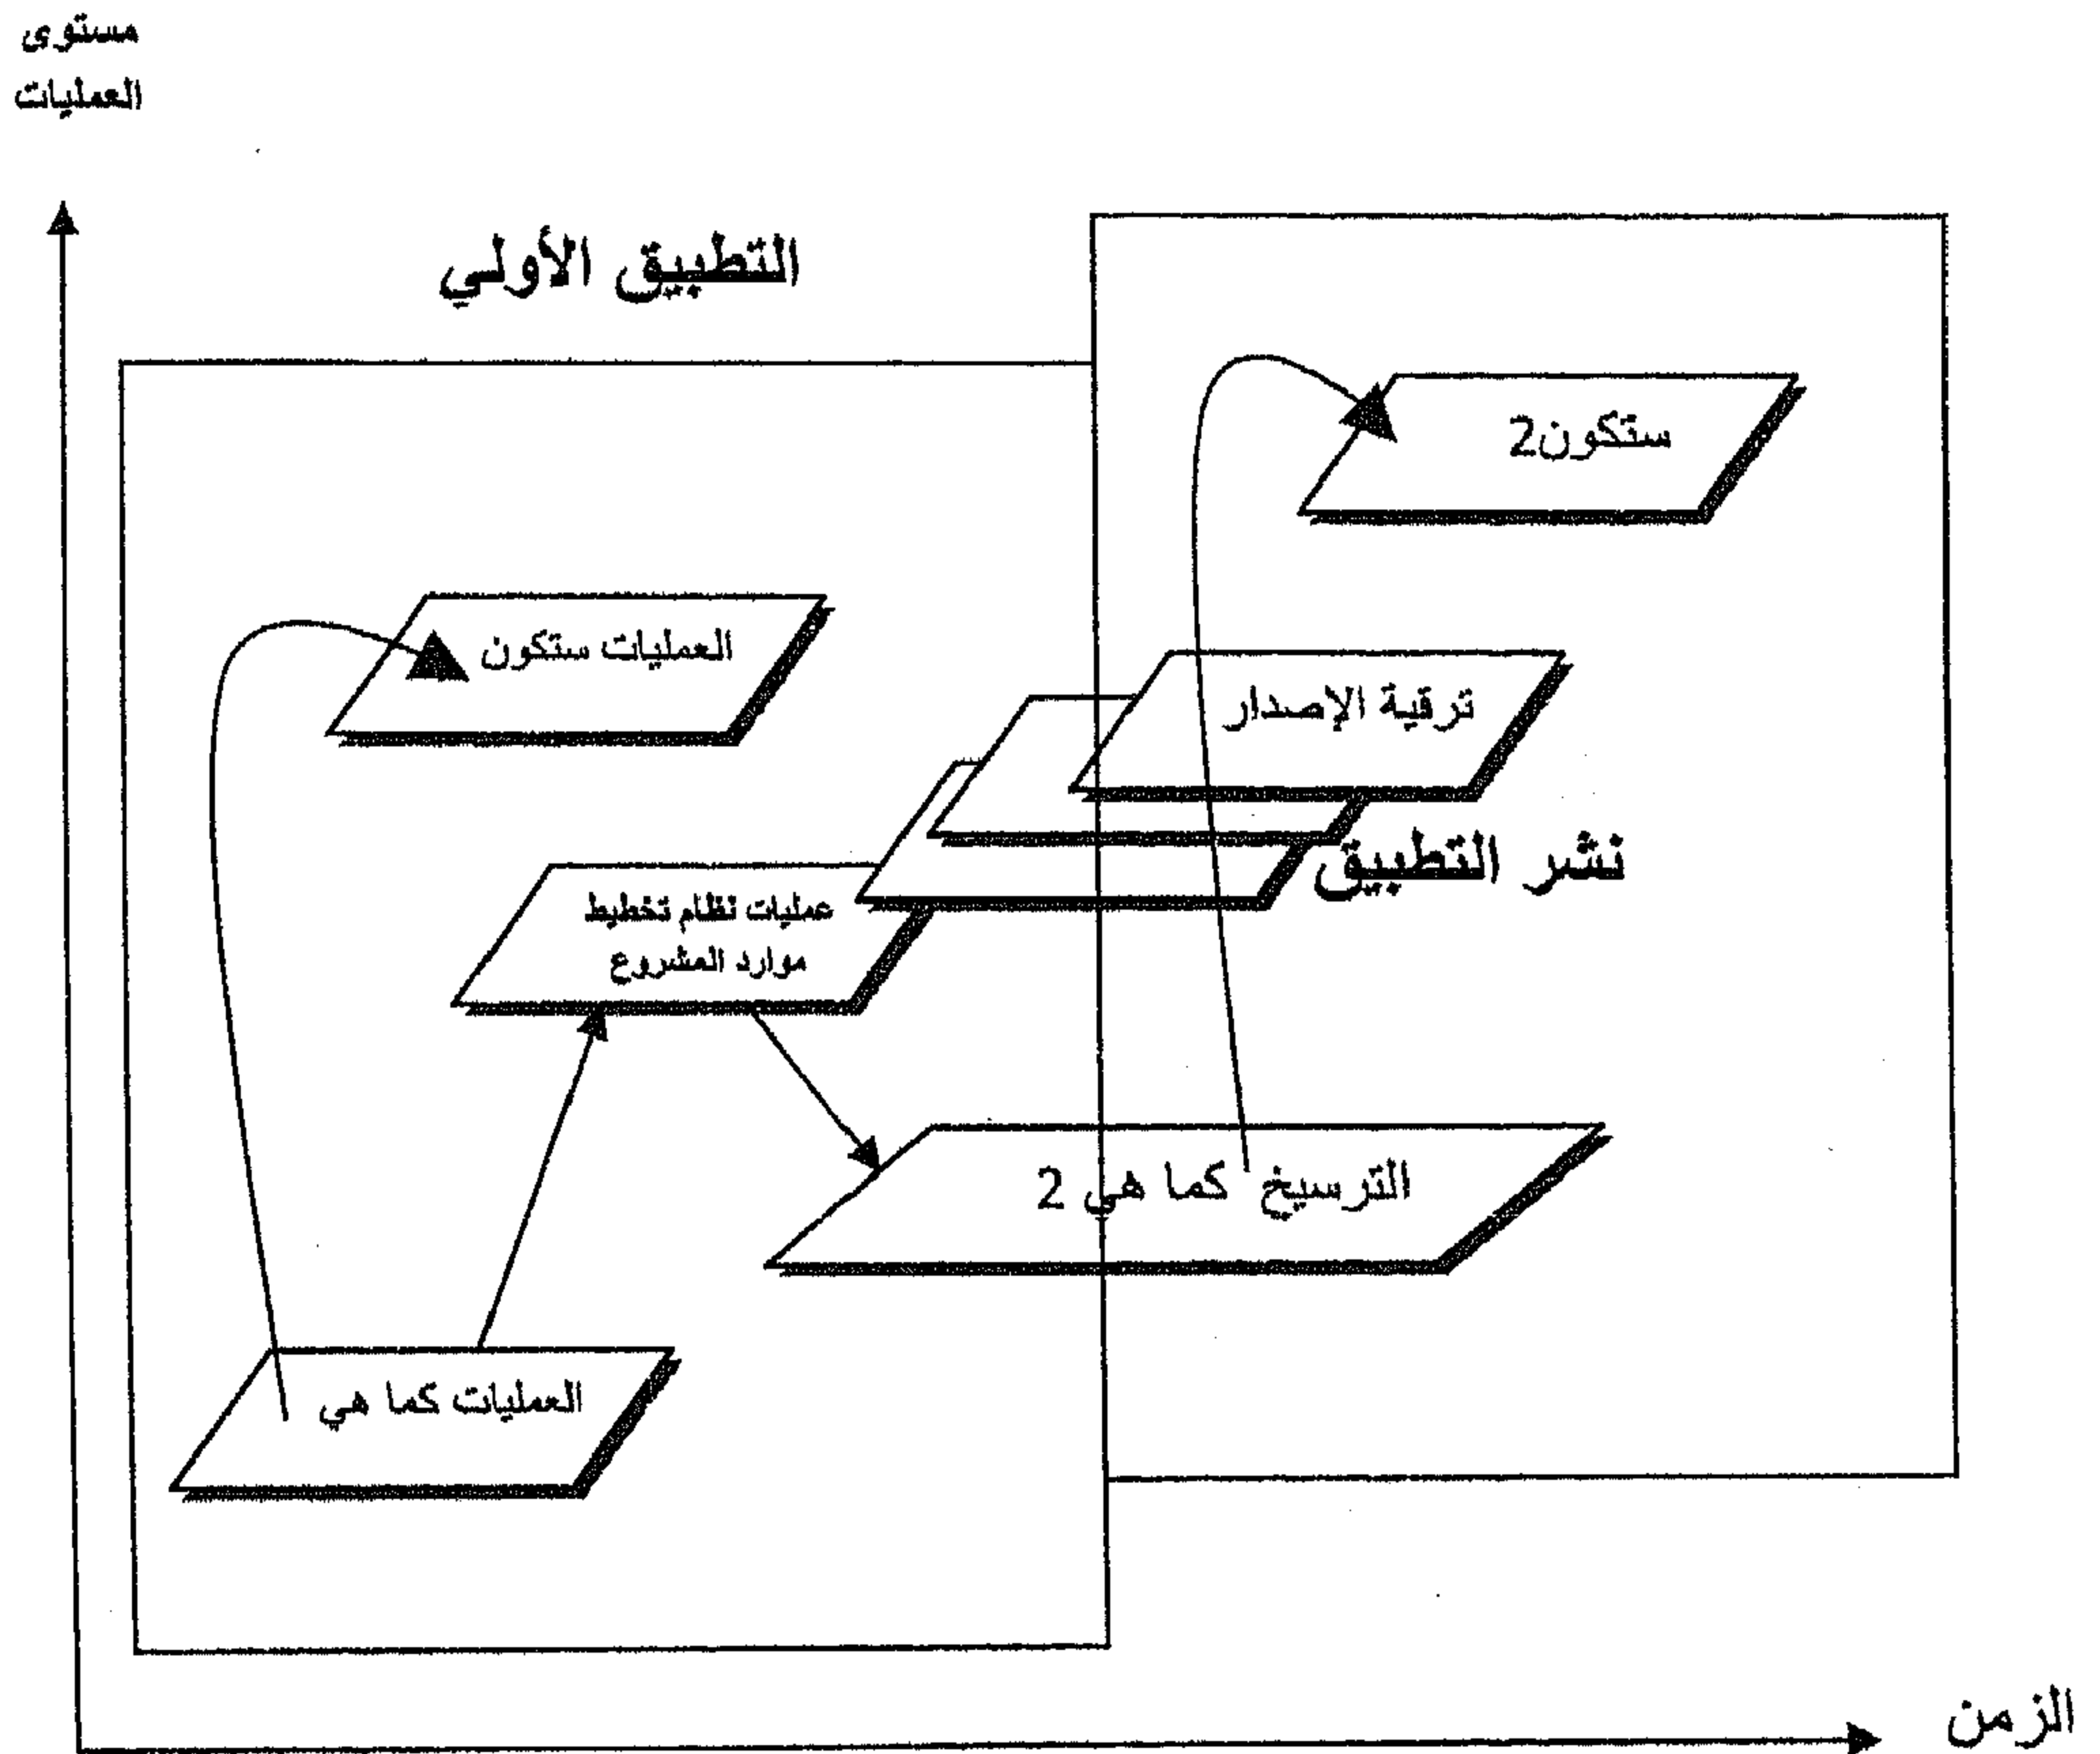 مستوى
العمليات
التطبيق الأولي
ستكون2
العمليات ستكون
ترقية الإصدار
نشر التطبيق
عمليات نظام تخطيط
موارد المشروع
الترسيخ كما هي 2
العمليات كما هي
الزمن